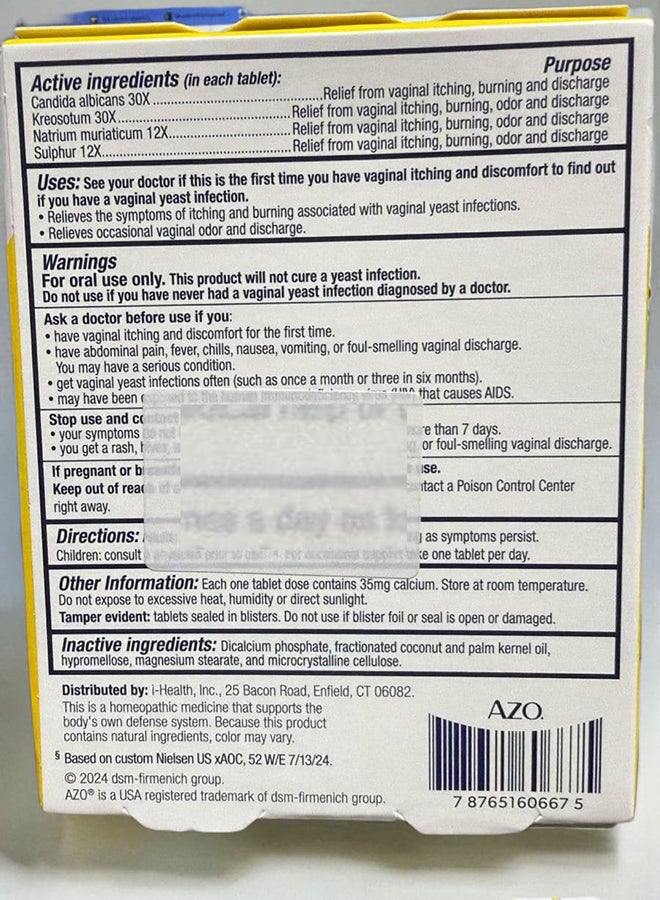 Purpose
Active ingredients (in each tablet):
Candida albicans 30X ..............................Relief from vaginal itching, burning and discharge
Kreosotum 30X..............................Relief from vaginal itching, burning, odor and discharge
Natrium muriaticum 12X..............................Relief from vaginal itching, burning, odor and discharge
Sulphur 12X..............................Relief from vaginal itching, burning, odor and discharge
Uses: See your doctor if this is the first time you have vaginal itching and discomfort to find out
if you have a vaginal yeast infection.
• Relieves the symptoms of itching and burning associated with vaginal yeast infections.
• Relieves occasional vaginal odor and discharge.
Warnings
For oral use only. This product will not cure a yeast infection.
Do not use if you have never had a vaginal yeast infection diagnosed by a doctor.
Ask a doctor before use if you:
• have vaginal itching and discomfort for the first time.
• have abdominal pain, fever, chills, nausea, vomiting, or foul-smelling vaginal discharge.
You may have a serious condition.
• get vaginal yeast infections often (such as once a month or three in six months).
• may have been that causes AIDS.
Stop use and
• your symptoms than 7 days.
• you get a rash, or foul-smelling vaginal discharge.
If pregnant or use.
Keep out of a Poison Control Center
right away.
Directions: as symptoms persist.
Children: consult one tablet per day.
Other Information: Each one tablet dose contains 35mg calcium. Store at room temperature.
Do not expose to excessive heat, humidity or direct sunlight.
Tamper evident: tablets sealed in blisters. Do not use if blister foil or seal is open or damaged.
Inactive ingredients: Dicalcium phosphate, fractionated coconut and palm kernel oil,
hypromellose, magnesium stearate, and microcrystalline cellulose.
Distributed by: i-Health, Inc., 25 Bacon Road, Enfield, CT 06082.
This is a homeopathic medicine that supports the
body's own defense system. Because this product
contains natural ingredients, color may vary.
§ Based on custom Nielsen US xAOC, 52 W/E 7/13/24.
© 2024 dsm-firmenich group.
AZO® is a USA registered trademark of dsm-firmenich group.
AZO.
7 87651 60667 5